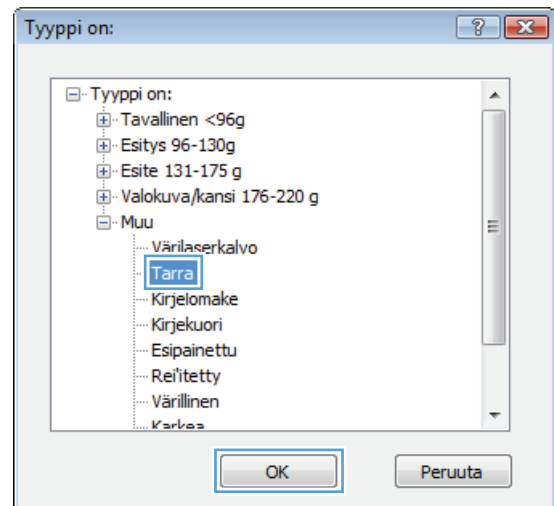 Tyyppi on:
Tyyppi on:
Tavallinen <96g
Esitys 96-130g
Esite 131-175 g
Valokuva/kansi 176-220 g
Muu
Värilaserkalvo
Tarra
Kirjelomake
Kirjekuori
Esipainettu
Rei'itetty
Värillinen
Karkea
OK Peruuta